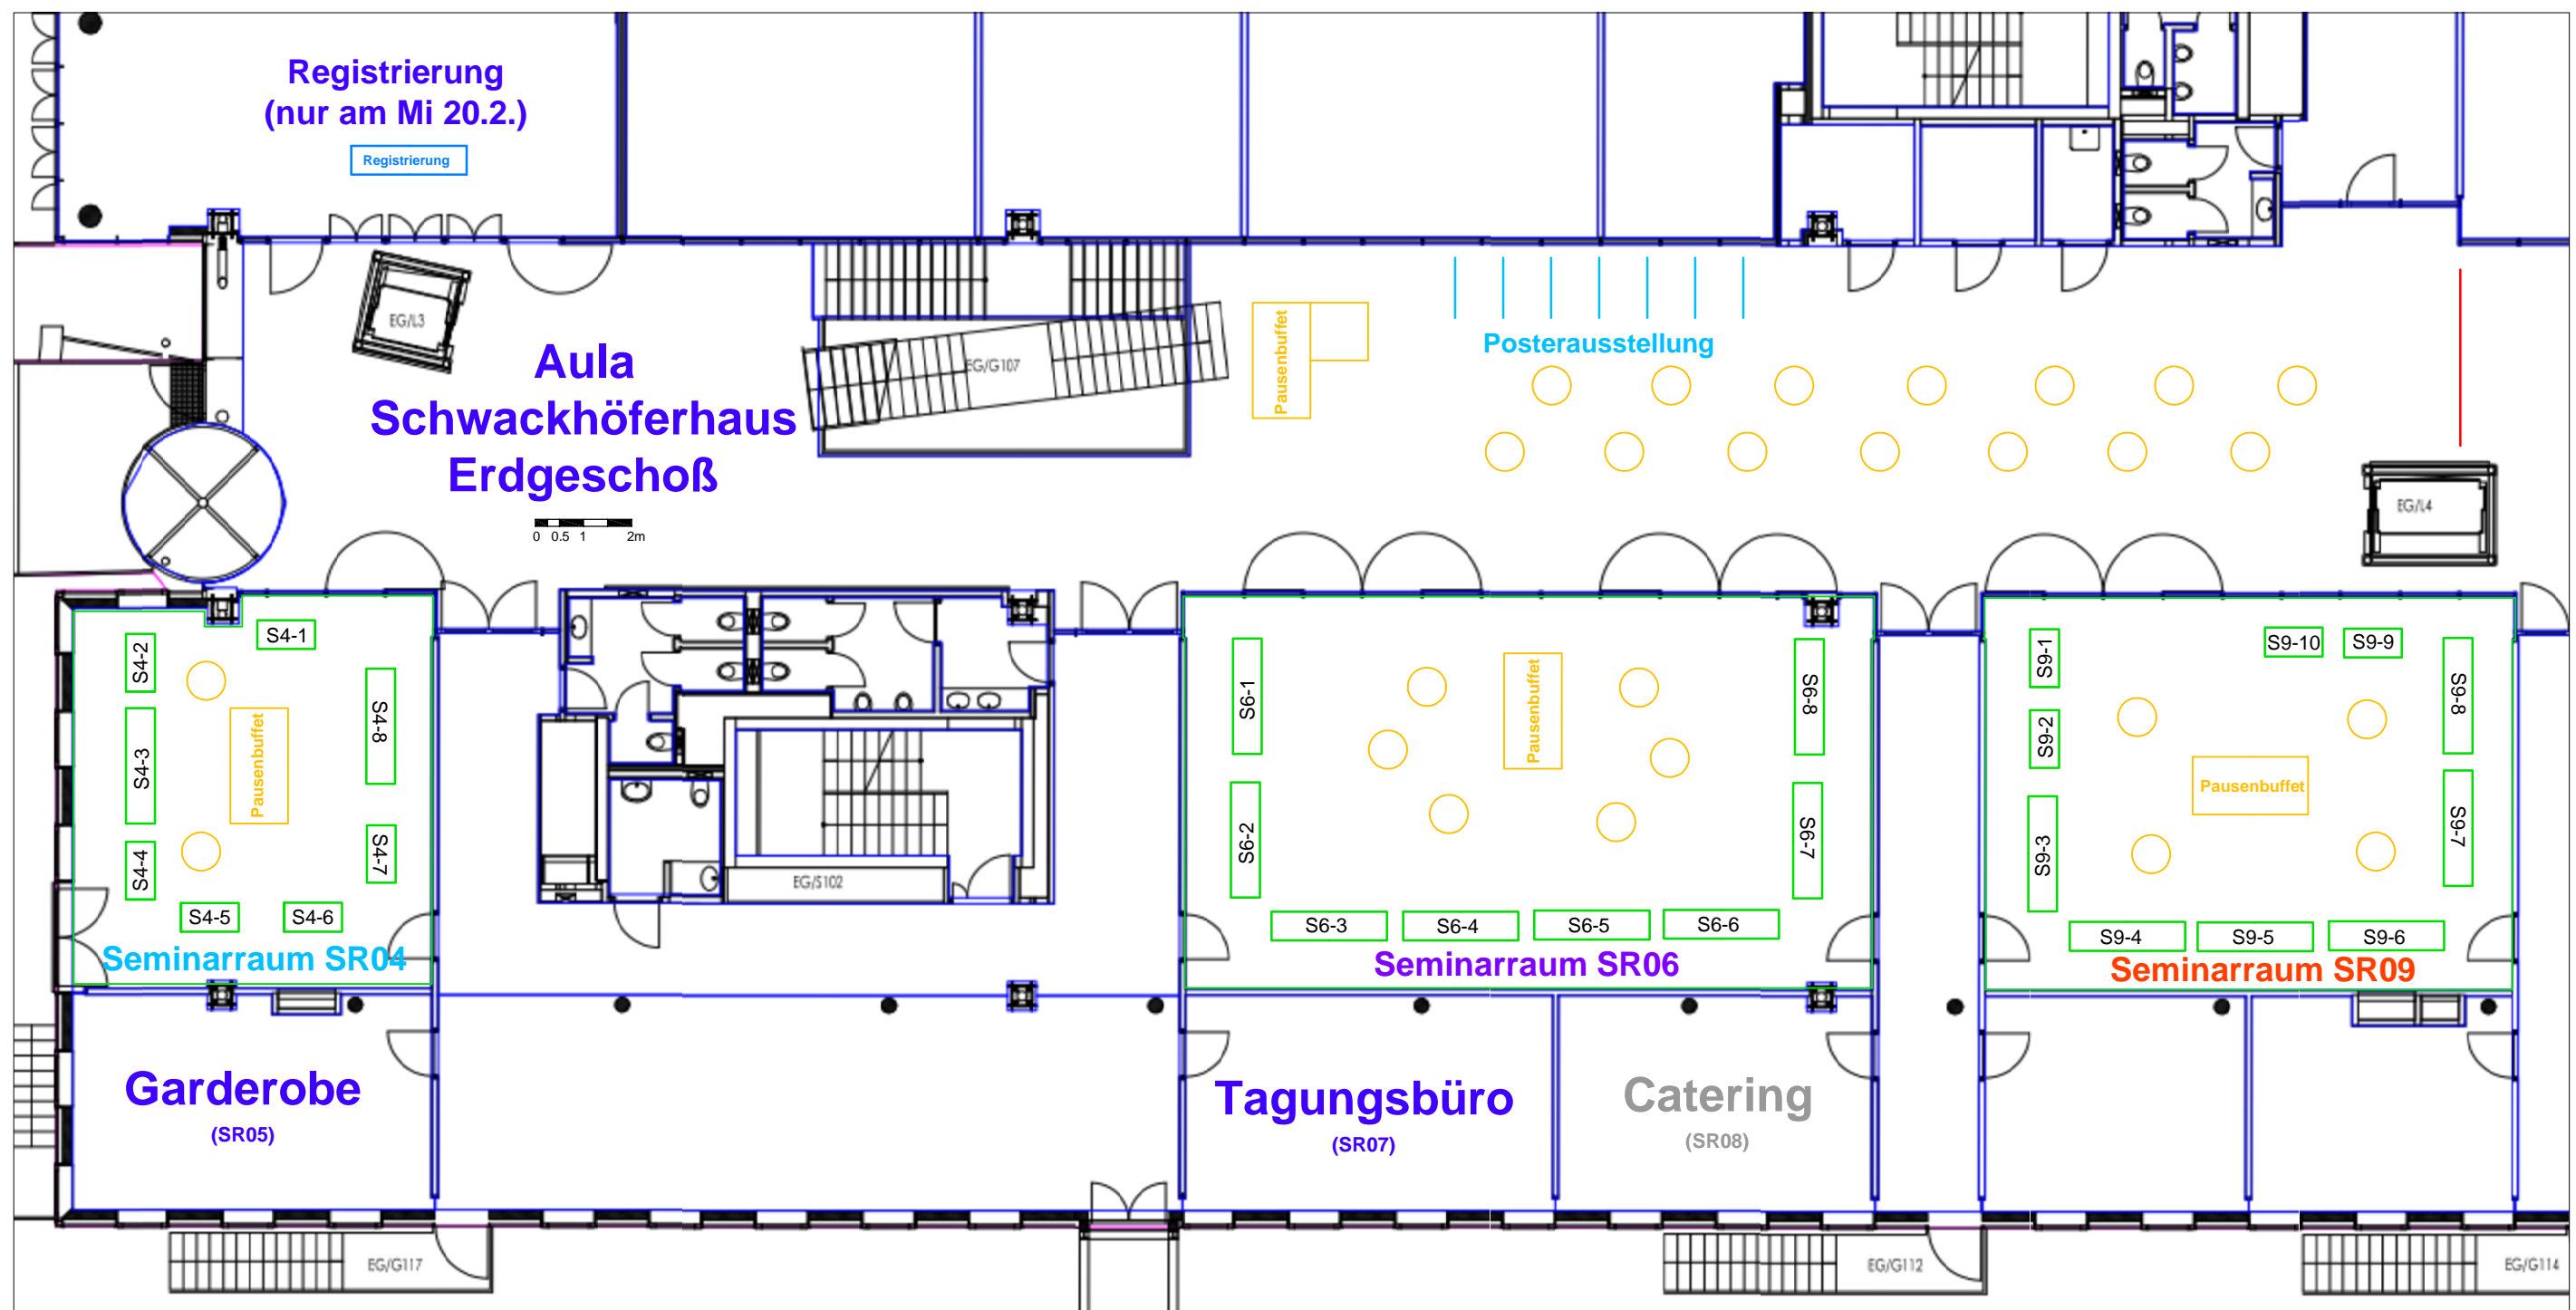 Registrierung
(nur am Mi 20.2.)
Registrierung
EG/L3
Aula
Schwackhöferhaus
Erdgeschoß
0 0.5 1 2m
EG/G107
Pausenbuffet
Posterausstellung
EG/L4
S4-1
S4-2
S4-3
S4-4
S4-5
S4-6
S4-7
S4-8
Pausenbuffet
Seminarraum SR04
EG/S102
S6-1
S6-2
S6-3
S6-4
S6-5
S6-6
S6-7
S6-8
Pausenbuffet
Seminarraum SR06
S9-1
S9-2
S9-3
S9-4
S9-5
S9-6
S9-7
S9-8
S9-9
S9-10
Pausenbuffet
Seminarraum SR09
Garderobe
(SR05)
Tagungsbüro
(SR07)
Catering
(SR08)
EG/G117
EG/G112
EG/G114